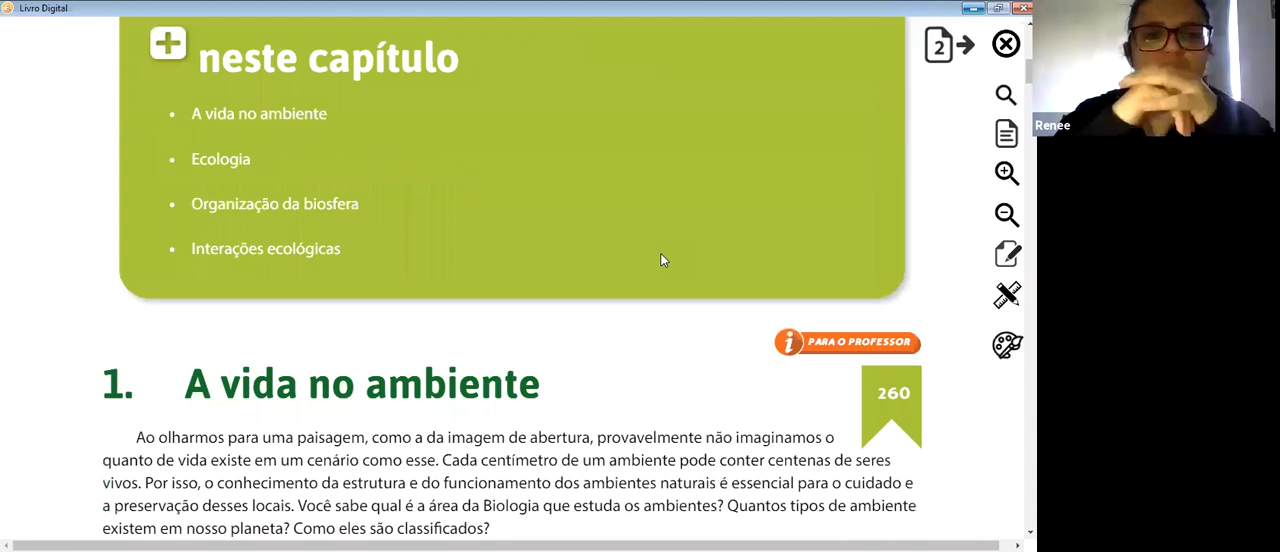 Livro Digital
neste capítulo
2
• A vida no ambiente
Renee
• Ecologia
• Organização da biosfera
• Interações ecológicas
i PARA O PROFESSOR
1. A vida no ambiente
260
Ao olharmos para uma paisagem, como a da imagem de abertura, provavelmente não imaginamos o
quanto de vida existe em um cenário como esse. Cada centímetro de um ambiente pode conter centenas de seres
vivos. Por isso, o conhecimento da estrutura e do funcionamento dos ambientes naturais é essencial para o cuidado e
a preservação desses locais. Você sabe qual é a área da Biologia que estuda os ambientes? Quantos tipos de ambiente
existem em nosso planeta? Como eles são classificados?